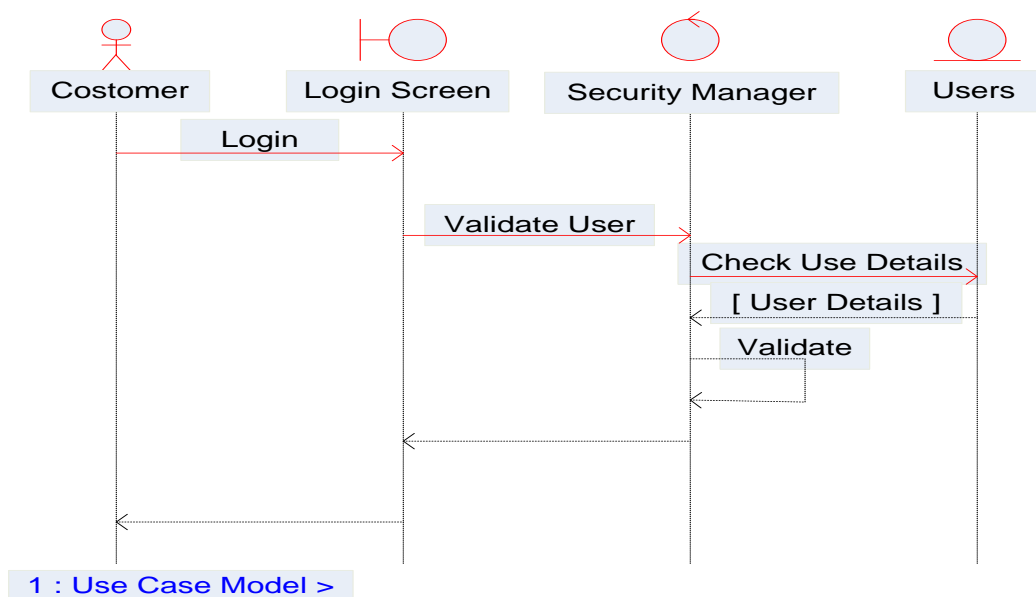 Costomer
Login Screen
Security Manager
Users
Login
Validate User
Check Use Details
[ User Details ]
Validate
1 : Use Case Model >